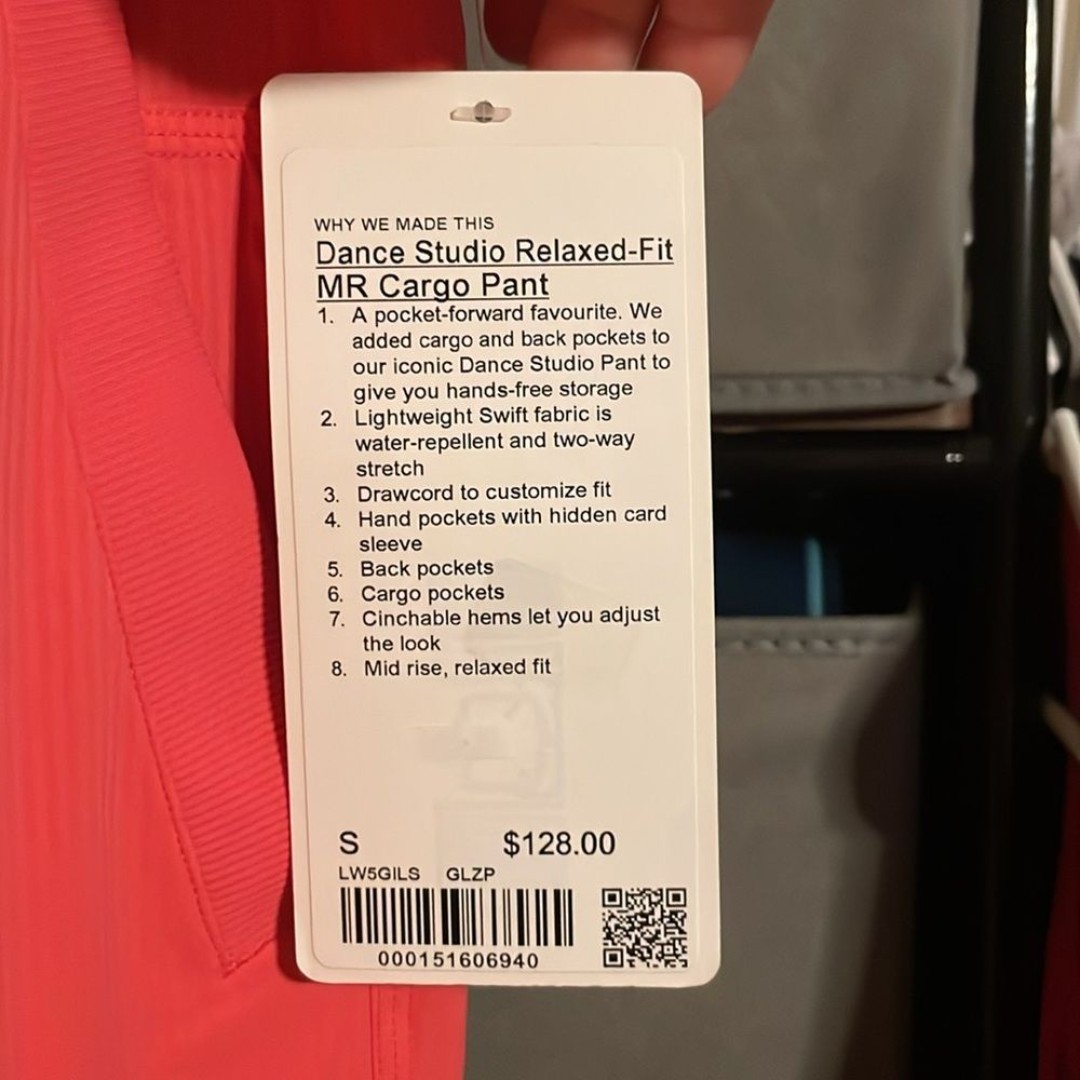 WHY WE MADE THIS
Dance Studio Relaxed-Fit
MR Cargo Pant
1. A pocket-forward favourite. We
added cargo and back pockets to
our iconic Dance Studio Pant to
give you hands-free storage
2. Lightweight Swift fabric is
water-repellent and two-way
stretch
3. Drawcord to customize fit
4. Hand pockets with hidden card
sleeve
5. Back pockets
6. Cargo pockets
7. Cinchable hems let you adjust
the look
8. Mid rise, relaxed fit
S $128.00
LW5GILS GLZP
000151606940